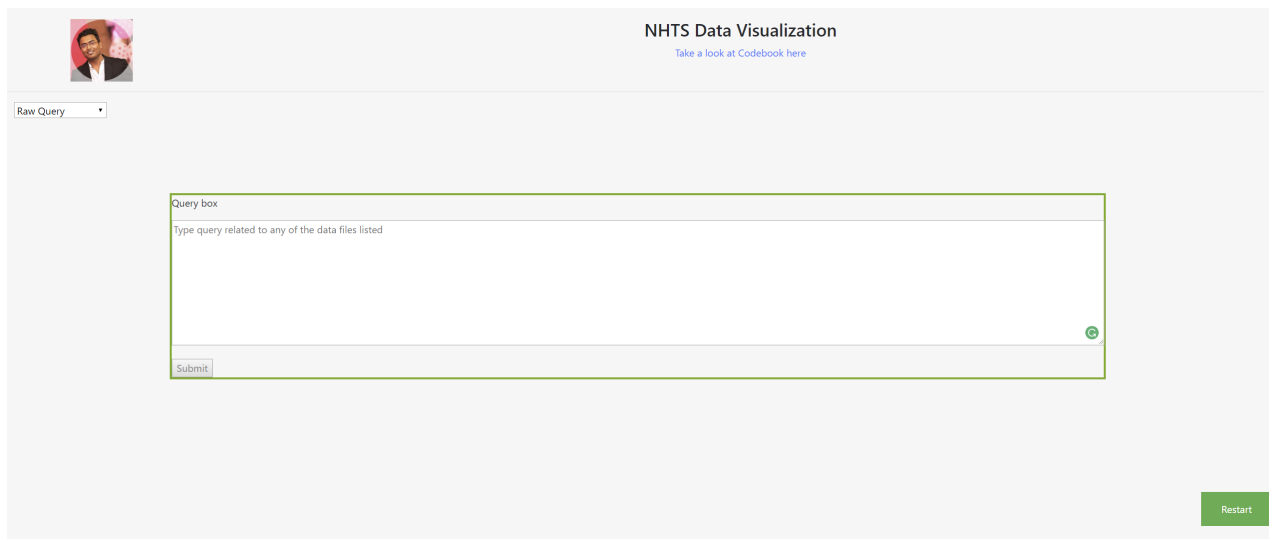 NHTS Data Visualization
Take a look at Codebook here
Raw Query
Query box
Type query related to any of the data files listed
Submit
Restart